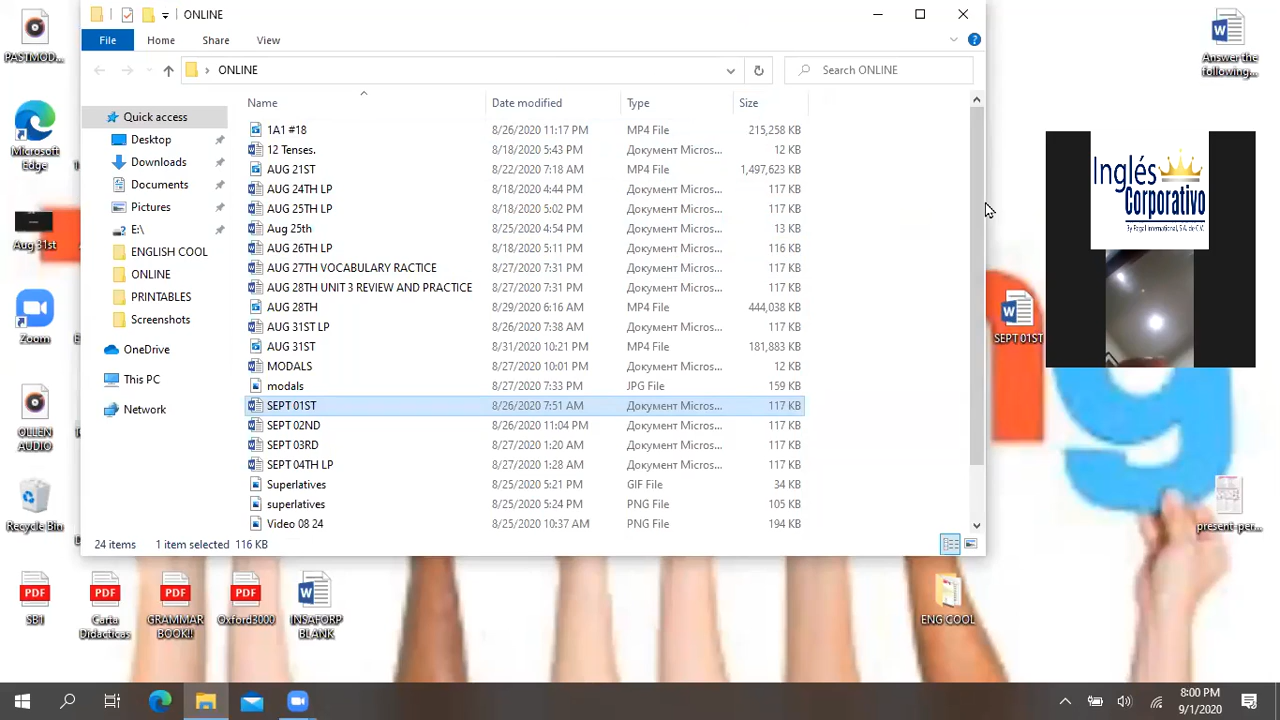 ONLINE
File Home Share View
ONLINE
Search ONLINE
Name Date modified Type Size
1A1 #18 8/26/2020 11:17 PM MP4 File 215,258 KB
12 Tenses. 8/18/2020 5:43 PM Документ Micros... 12 KB
AUG 21ST 8/22/2020 7:18 AM MP4 File 1,497,623 KB
AUG 24TH LP 8/18/2020 4:44 PM Документ Micros... 117 KB
AUG 25TH LP 8/18/2020 5:02 PM Документ Micros... 117 KB
Aug 25th 8/25/2020 4:54 PM Документ Micros... 13 KB
AUG 26TH LP 8/18/2020 5:11 PM Документ Micros... 116 KB
AUG 27TH VOCABULARY RACTICE 8/27/2020 7:31 PM Документ Micros... 117 KB
AUG 28TH UNIT 3 REVIEW AND PRACTICE 8/27/2020 7:31 PM Документ Micros... 117 KB
AUG 28TH 8/29/2020 6:16 AM MP4 File 444,038 KB
AUG 31ST LP 8/26/2020 7:38 AM Документ Micros... 117 KB
AUG 31ST 8/31/2020 10:21 PM MP4 File 181,883 KB
MODALS 8/27/2020 10:01 PM Документ Micros... 12 KB
modals 8/27/2020 7:33 PM JPG File 159 KB
SEPT 01ST 8/26/2020 7:51 AM Документ Micros... 117 KB
SEPT 02ND 8/26/2020 11:04 PM Документ Micros... 117 KB
SEPT 03RD 8/27/2020 1:20 AM Документ Micros... 117 KB
SEPT 04TH LP 8/27/2020 1:28 AM Документ Micros... 117 KB
Superlatives 8/25/2020 5:21 PM GIF File 34 KB
superlatives 8/25/2020 5:24 PM PNG File 105 KB
Video 08 24 8/25/2020 10:37 AM PNG File 194 KB
Quick access
Desktop
Downloads
Documents
Pictures
E:\
ENGLISH COOL
ONLINE
PRINTABLES
Screenshots
OneDrive
This PC
Network
24 items 1 item selected 116 KB
PASTMOD...
Microsoft
Edge
Aug 31st
Zoom
OLLEN
AUDIO
Recycle Bin
SB1
Carta
Didacticas
GRAMMAR
BOOK!!
Oxford3000
INSAFORP
BLANK
ENG COOL
Answer the
following...
Inglés
Corporativo
By Pagal International, S.A. de C.V.
SEPT 01ST
present-per...
8:00 PM
9/1/2020